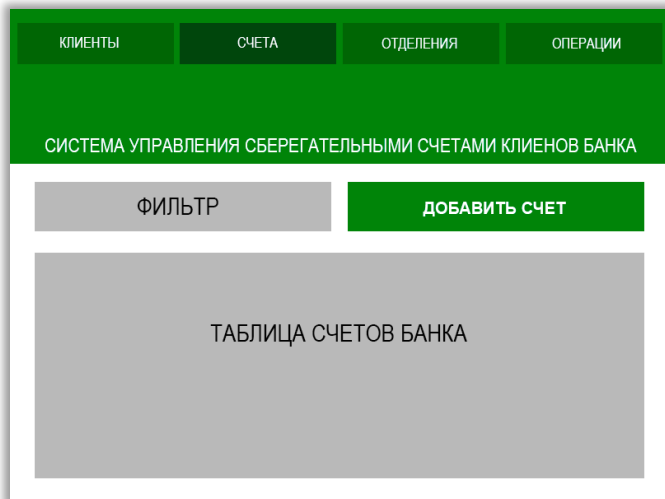 КЛИЕНТЫ СЧЕТА ОТДЕЛЕНИЯ ОПЕРАЦИИ
СИСТЕМА УПРАВЛЕНИЯ СБЕРЕГАТЕЛЬНЫМИ СЧЕТАМИ КЛИЕНОВ БАНКА
ФИЛЬТР ДОБАВИТЬ СЧЕТ
ТАБЛИЦА СЧЕТОВ БАНКА